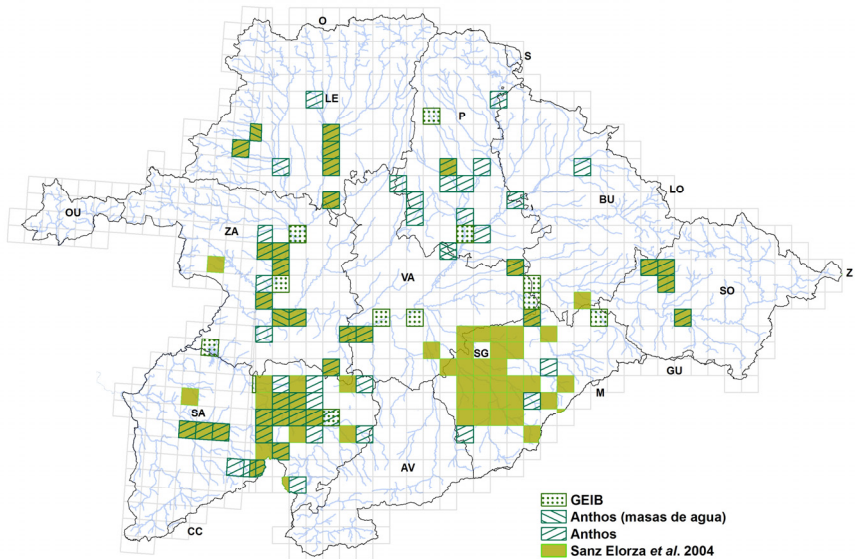 O
S
LE
P
LO
OU
BU
ZA
VA
SO
Z
SG
GU
M
SA
AV
CC
GEIB
Anthos (masas de agua)
Anthos
Sanz Elorza et al. 2004